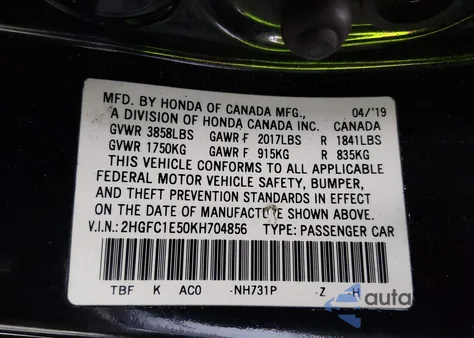 MFD. BY HONDA OF CANADA MFG., 04/'19
A DIVISION OF HONDA CANADA INC. CANADA
GVWR 3858LBS GAWR F 2017LBS R 1841LBS
GVWR 1750KG GAWR F 915KG R 835KG
THIS VEHICLE CONFORMS TO ALL APPLICABLE
FEDERAL MOTOR VEHICLE SAFETY, BUMPER,
AND THEFT PREVENTION STANDARDS IN EFFECT
ON THE DATE OF MANUFACTURE SHOWN ABOVE.
V.I.N.: 2HGFC1E50KH704856 TYPE: PASSENGER CAR
TBF K AC0 -NH731P -Z -H
auto